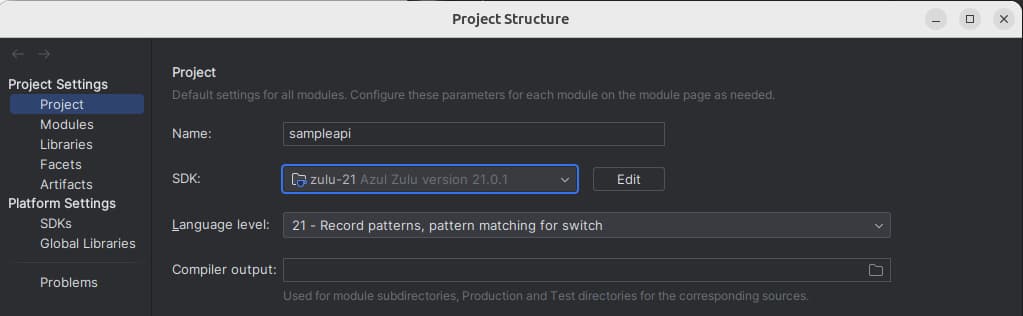 Project Structure
Project Settings
Project
Modules
Libraries
Facets
Artifacts
Platform Settings
SDKs
Global Libraries
Problems
Project
Default settings for all modules. Configure these parameters for each module on the module page as needed.
Name: sampleapi
SDK: zulu-21 Azul Zulu version 21.0.1 Edit
Language level: 21 - Record patterns, pattern matching for switch
Compiler output:
Used for module subdirectories, Production and Test directories for the corresponding sources.